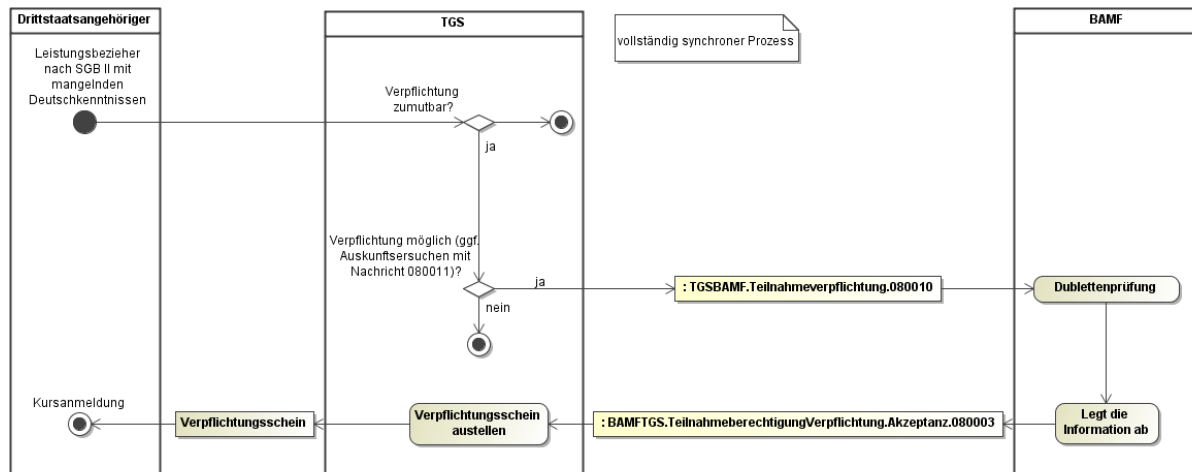 Drittstaatsangehöriger
TGS
BAMF
vollständig synchroner Prozess
Leistungsbezieher
nach SGB II mit
mangelnden
Deutschkenntnissen
Verpflichtung
zumutbar?
ja
Verpflichtung möglich (ggf.
Auskunftsersuchen mit
Nachricht 080011)?
ja
nein
: TGSBAMF.Teilnahmeverpflichtung.080010
Dublettenprüfung
Kursanmeldung
Verpflichtungsschein
Verpflichtungsschein
austellen
: BAMFTGS.TeilnahmeberechtigungVerpflichtung.Akzeptanz.080003
Legt die
Information ab